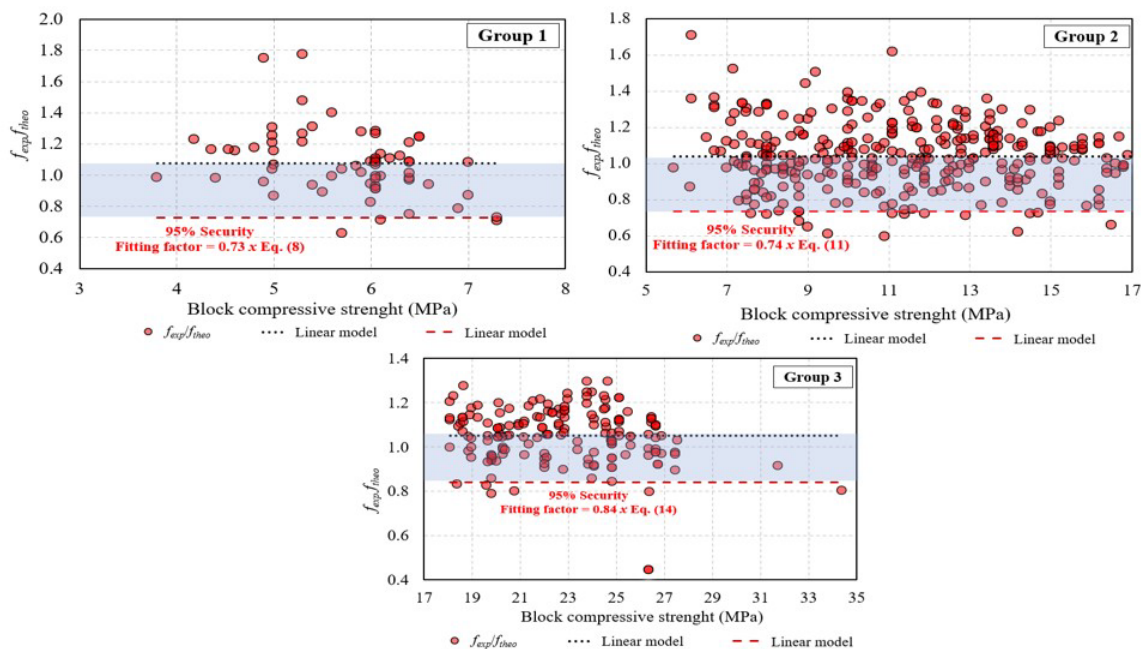 Group 1
2.0
1.8
1.6
1.4
1.2
1.0
0.8
0.6
0.4
fexp/ftheo
95% Security
Fitting factor = 0.73 x Eq. (8)
3 4 5 6 7 8
Block compressive strenght (MPa)
fexp/ftheo Linear model Linear model
Group 2
1.8
1.6
1.4
1.2
1.0
0.8
0.6
0.4
fexp/ftheo
95% Security
Fitting factor = 0.74 x Eq. (11)
5 7 9 11 13 15 17
Block compressive strenght (MPa)
fexp/ftheo Linear model Linear model
Group 3
1.4
1.2
1.0
0.8
0.6
0.4
fexp/ftheo
95% Security
Fitting factor = 0.84 x Eq. (14)
17 19 21 23 25 27 29 31 33 35
Block compressive strenght (MPa)
fexp/ftheo Linear model Linear model